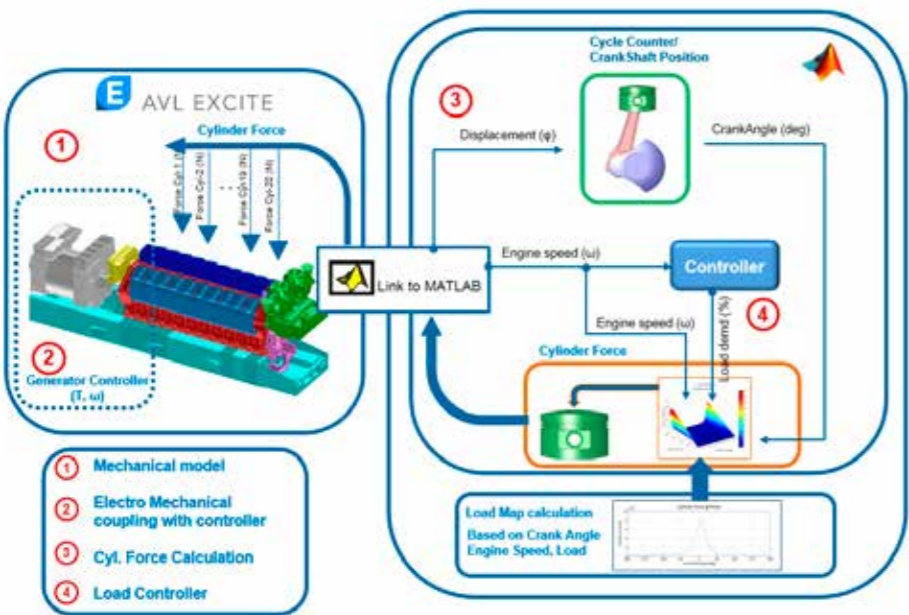 AVL EXCITE
1
Cylinder Force
Force Cyl-1 (N)
Force Cyl-2 (N)
Force Cyl-19 (N)
Force Cyl-20 (N)
2
Generator Controller
(T, ω)
Link to MATLAB
3
Cycle Counter/
CrankShaft Position
Displacement (φ)
CrankAngle (deg)
Engine speed (ω)
Controller
4
Engine speed (ω)
Load demd (%)
Cylinder Force
Load Map calculation
Based on Crank Angle
Engine Speed, Load
1 Mechanical model
2 Electro Mechanical
coupling with controller
3 Cyl. Force Calculation
4 Load Controller